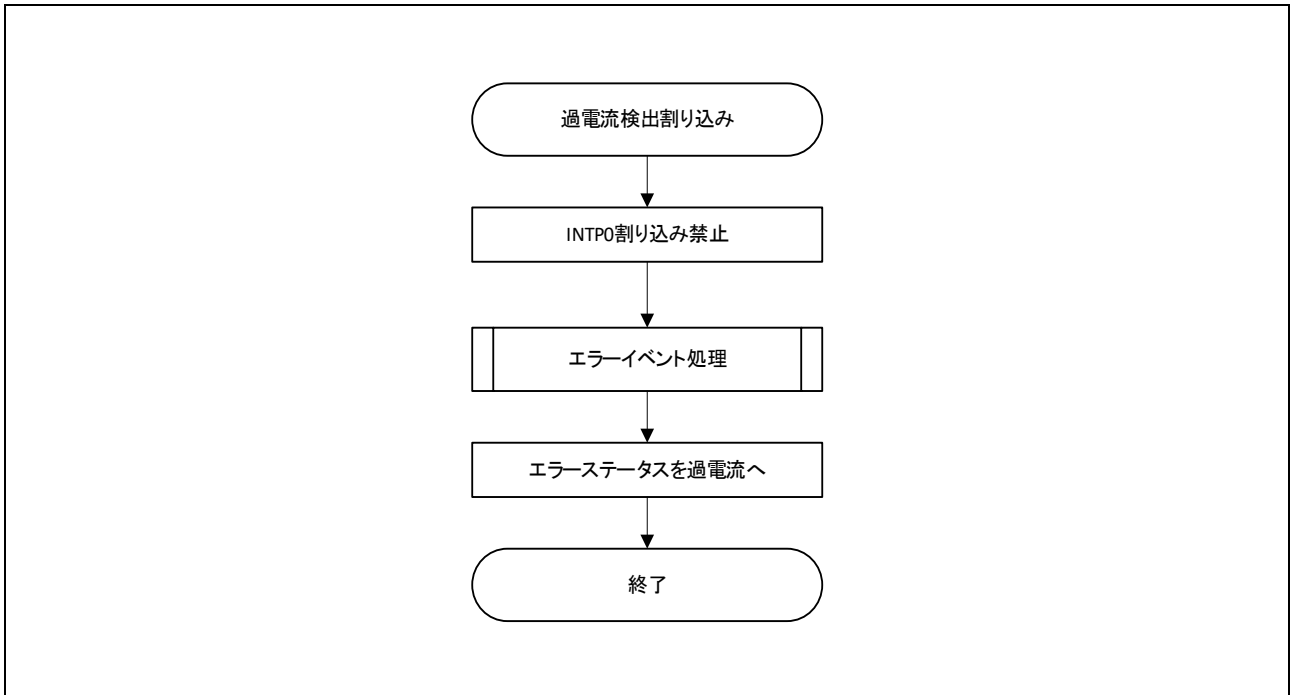 過電流検出割り込み
INTP0割り込み禁止
エラーイベント処理
エラーステータスを過電流へ
終了